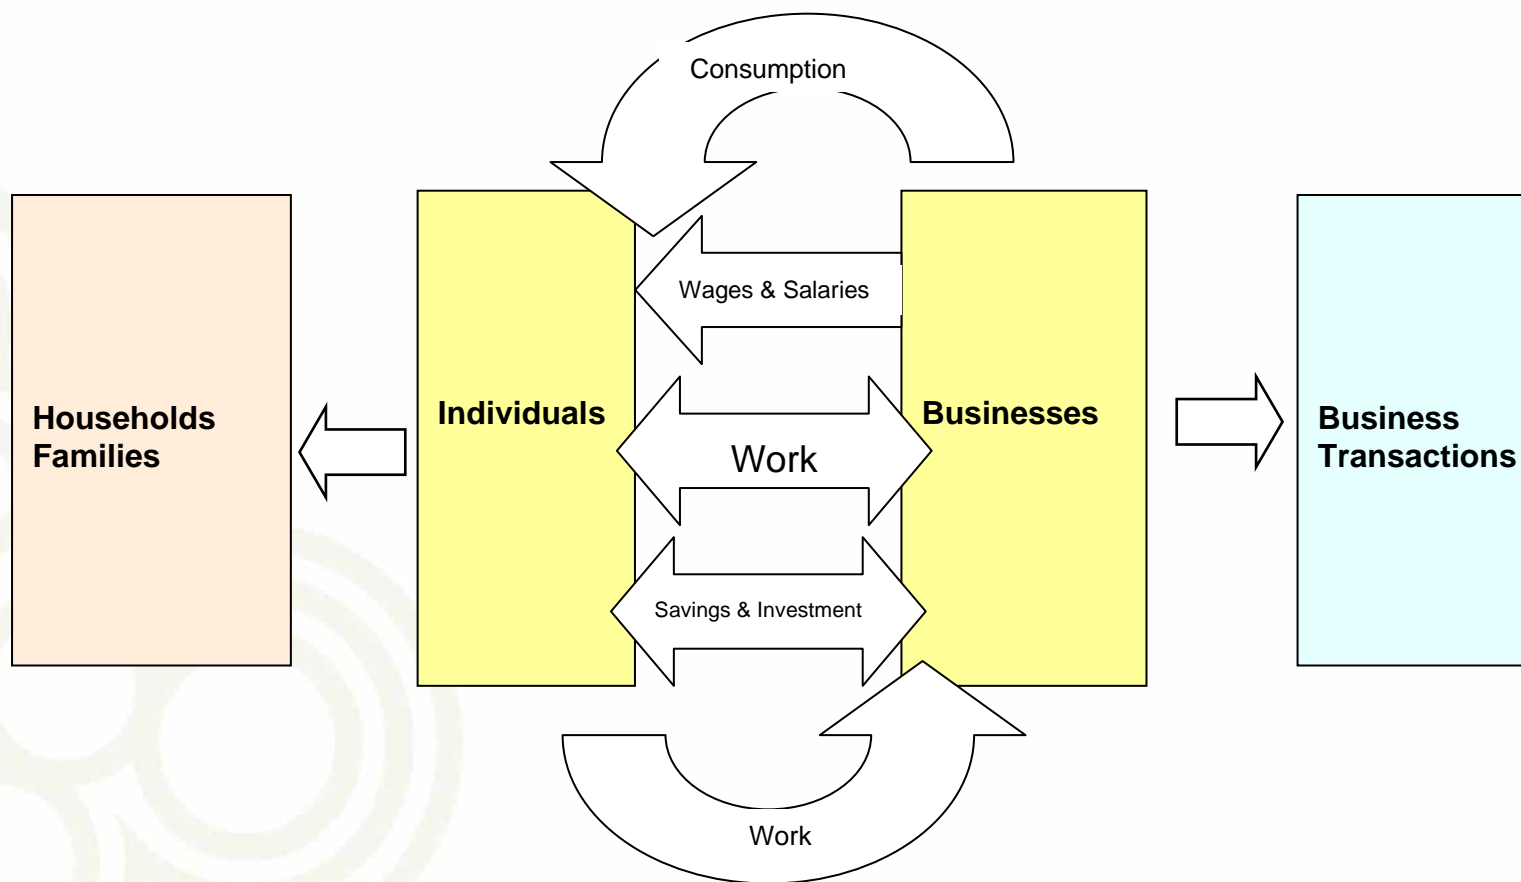 Consumption
Wages & Salaries
Households
Families
Individuals
Businesses
Work
Business
Transactions
Savings & Investment
Work